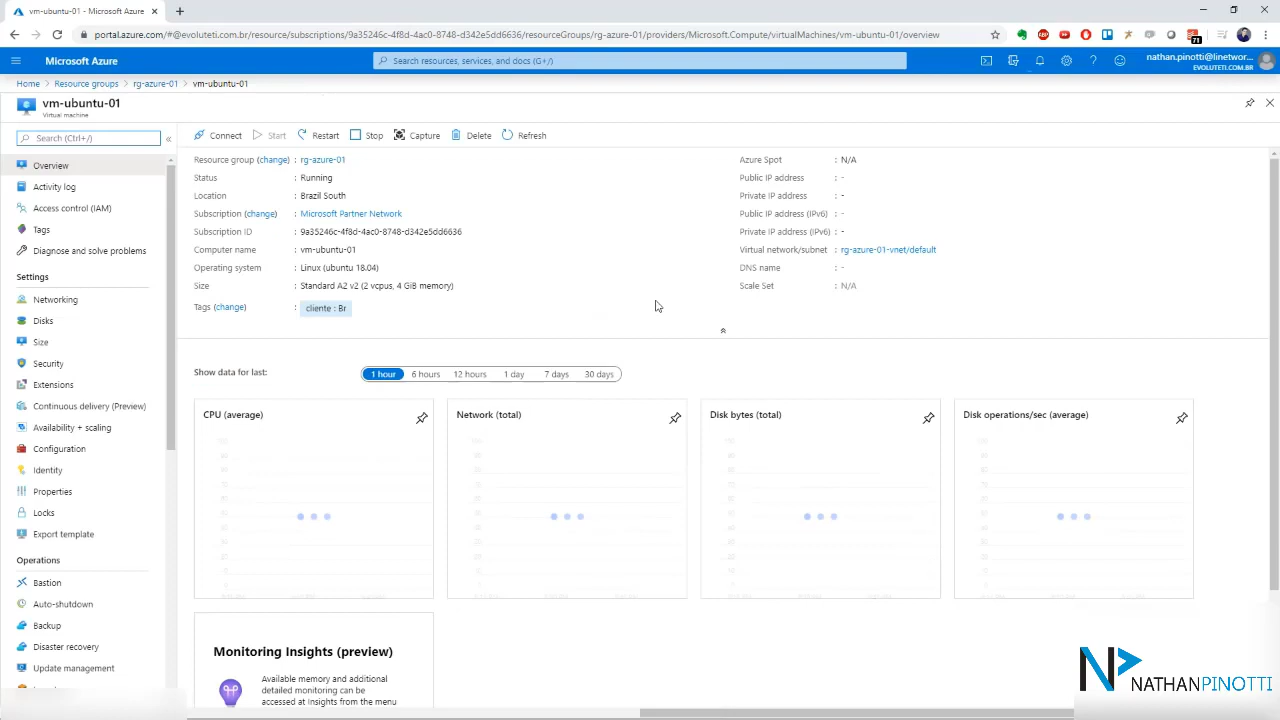 vm-ubuntu-01 - Microsoft Azure
portal.azure.com/#@evoluteti.com.br/resource/subscriptions/9a35246c-4f8d-4ac0-8748-d342e5dd6636/resourceGroups/rg-azure-01/providers/Microsoft.Compute/virtualMachines/vm-ubuntu-01/overview
Microsoft Azure
Search resources, services, and docs (G+/)
nathan.pinotti@linetwor...
EVOLUTETI.COM.BR
Home > Resource groups > rg-azure-01 > vm-ubuntu-01
vm-ubuntu-01
Virtual machine
Search (Ctrl+/)
Overview
Activity log
Access control (IAM)
Tags
Diagnose and solve problems
Settings
Networking
Disks
Size
Security
Extensions
Continuous delivery (Preview)
Availability + scaling
Configuration
Identity
Properties
Locks
Export template
Operations
Bastion
Auto-shutdown
Backup
Disaster recovery
Update management
Connect Start Restart Stop Capture Delete Refresh
Resource group (change) : rg-azure-01
Status : Running
Location : Brazil South
Subscription (change) : Microsoft Partner Network
Subscription ID : 9a35246c-4f8d-4ac0-8748-d342e5dd6636
Computer name : vm-ubuntu-01
Operating system : Linux (ubuntu 18.04)
Size : Standard A2 v2 (2 vcpus, 4 GiB memory)
Tags (change) : cliente : Br
Azure Spot : N/A
Public IP address : -
Private IP address : -
Public IP address (IPv6) : -
Private IP address (IPv6) : -
Virtual network/subnet : rg-azure-01-vnet/default
DNS name : -
Scale Set : N/A
Show data for last: 1 hour 6 hours 12 hours 1 day 7 days 30 days
CPU (average)
Network (total)
Disk bytes (total)
Disk operations/sec (average)
Monitoring Insights (preview)
Available memory and additional
detailed monitoring can be
accessed at Insights from the menu
NP NATHANPINOTTI